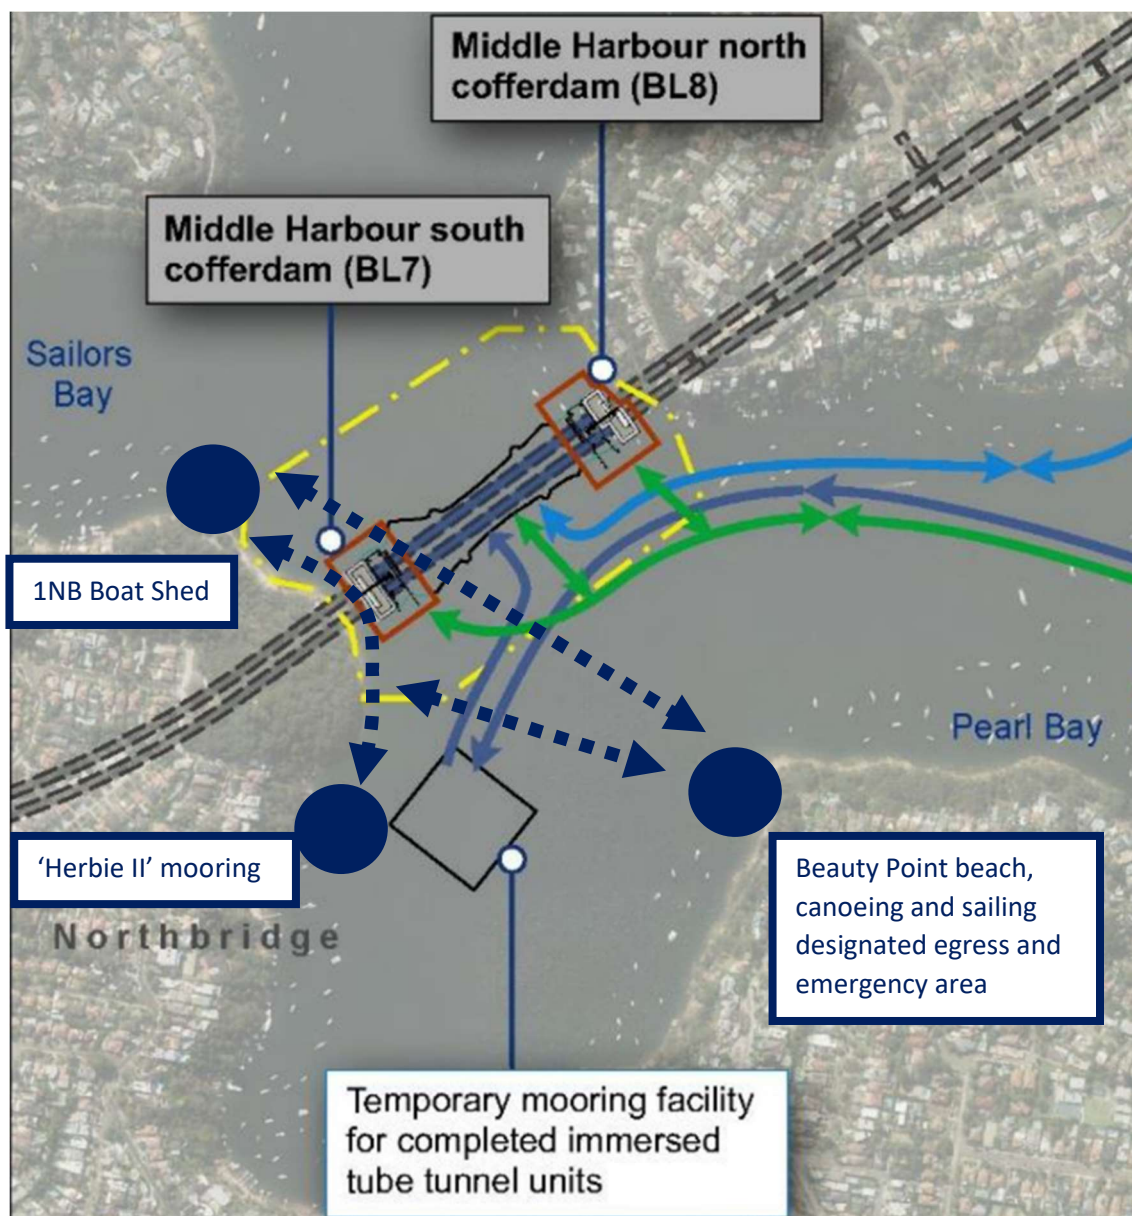 Middle Harbour north
cofferdam (BL8)
Middle Harbour south
cofferdam (BL7)
Sailors
Bay
1NB Boat Shed
Pearl Bay
‘Herbie II’ mooring
Beauty Point beach,
canoeing and sailing
designated egress and
emergency area
Northbridge
Temporary mooring facility
for completed immersed
tube tunnel units